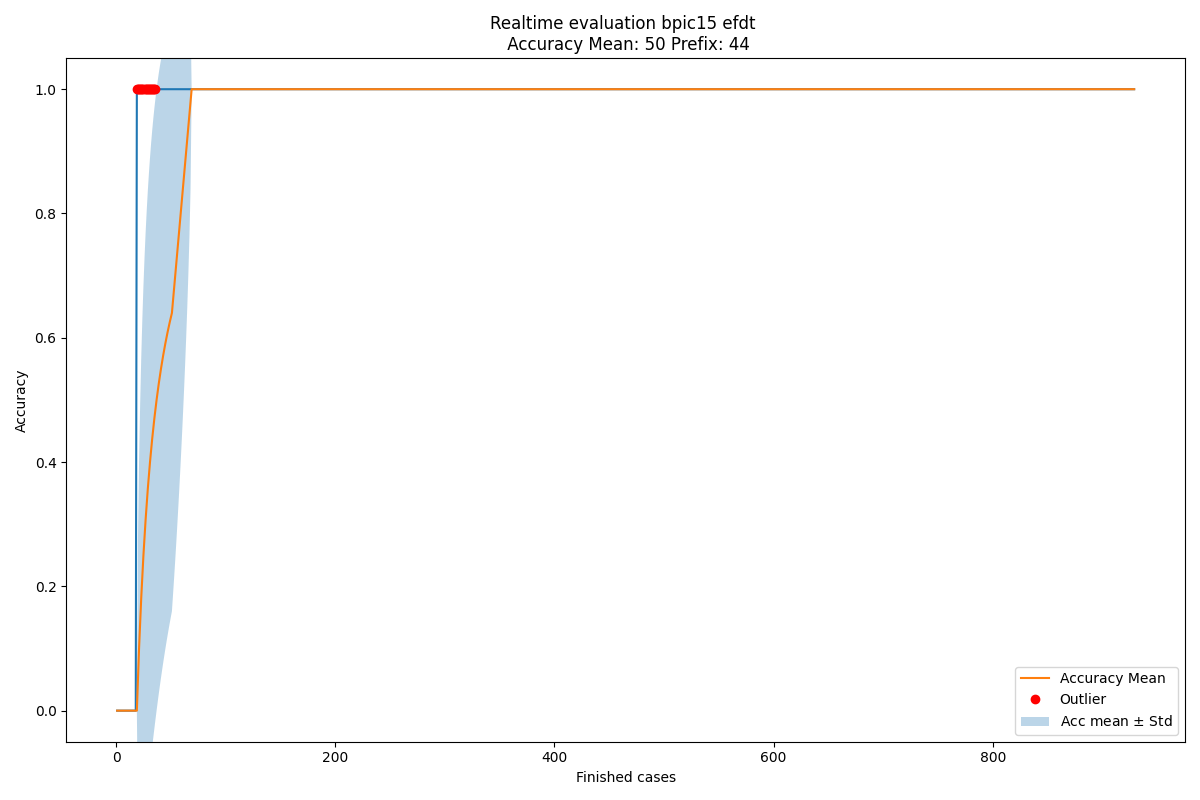 Realtime evaluation bpic15 efdt
Accuracy Mean: 50 Prefix: 44
1.0
0.8
0.6
0.4
0.2
0.0
Accuracy
0 200 400 600 800
Finished cases
Accuracy Mean
Outlier
Acc mean ± Std